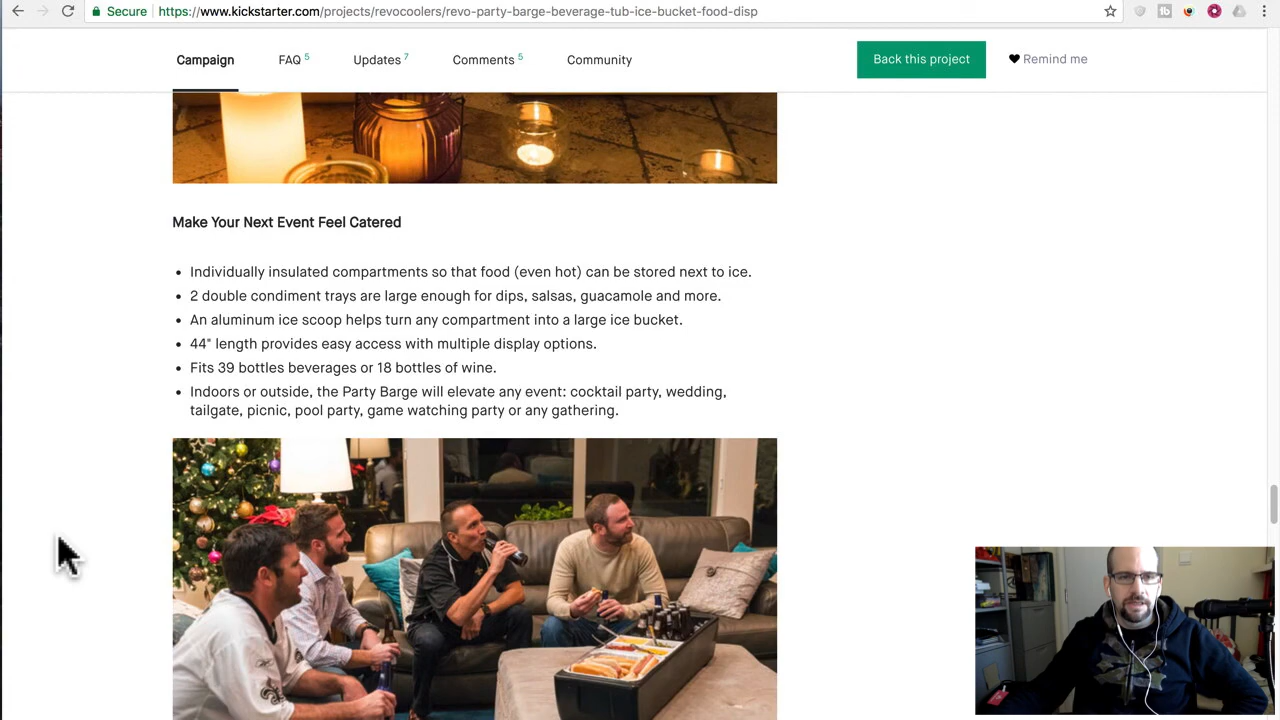 Secure https://www.kickstarter.com/projects/revocoolers/revo-party-barge-beverage-tub-ice-bucket-food-disp
Campaign FAQ 5 Updates 7 Comments 5 Community Back this project Remind me
Make Your Next Event Feel Catered
• Individually insulated compartments so that food (even hot) can be stored next to ice.
• 2 double condiment trays are large enough for dips, salsas, guacamole and more.
• An aluminum ice scoop helps turn any compartment into a large ice bucket.
• 44" length provides easy access with multiple display options.
• Fits 39 bottles beverages or 18 bottles of wine.
• Indoors or outside, the Party Barge will elevate any event: cocktail party, wedding,
tailgate, picnic, pool party, game watching party or any gathering.